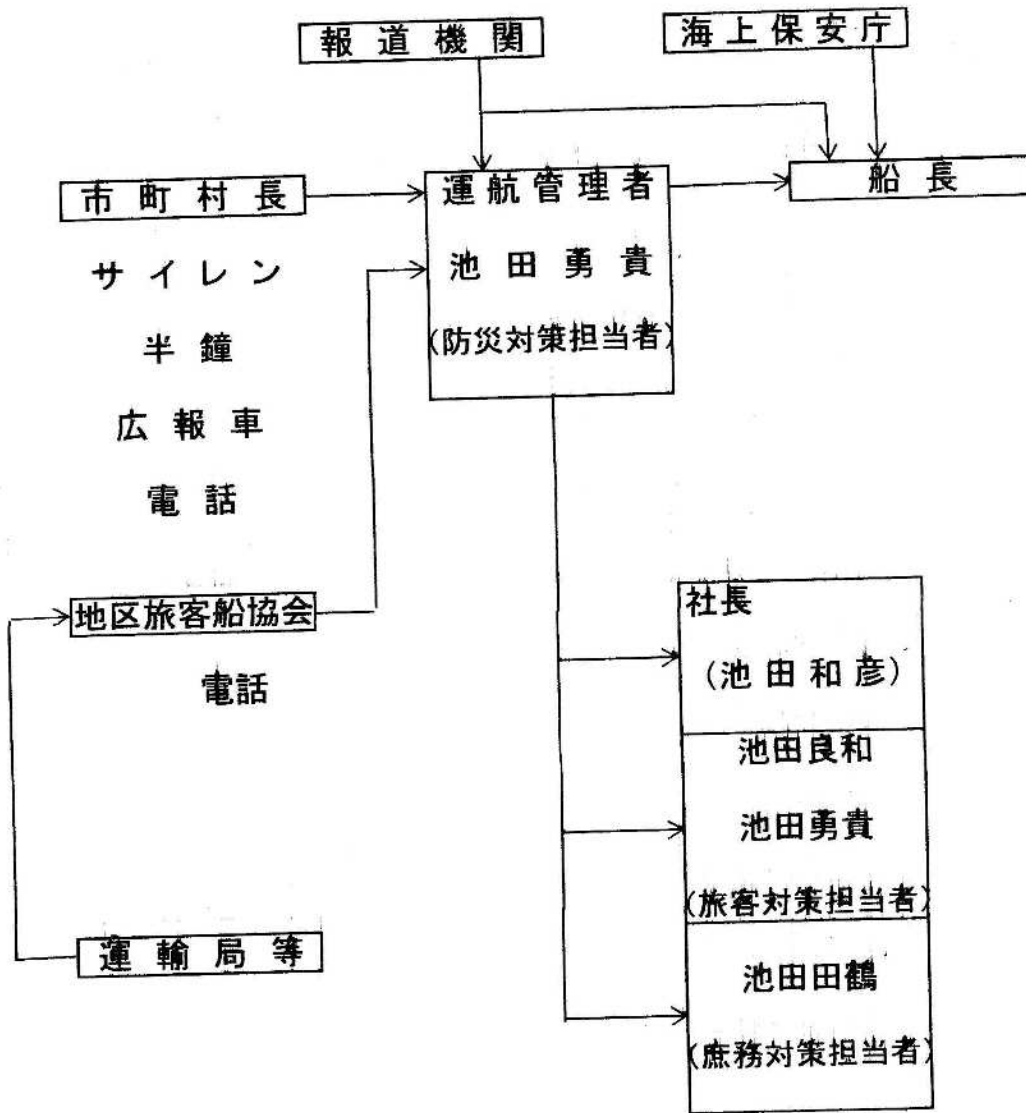 報道機関
海上保安庁
市町村長
運航管理者
船長
池田勇貴
(防災対策担当者)
サイレン
半鐘
広報車
電話
地区旅客船協会
電話
運輸局等
社長
(池田和彦)
池田良和
池田勇貴
(旅客対策担当者)
池田田鶴
(庶務対策担当者)